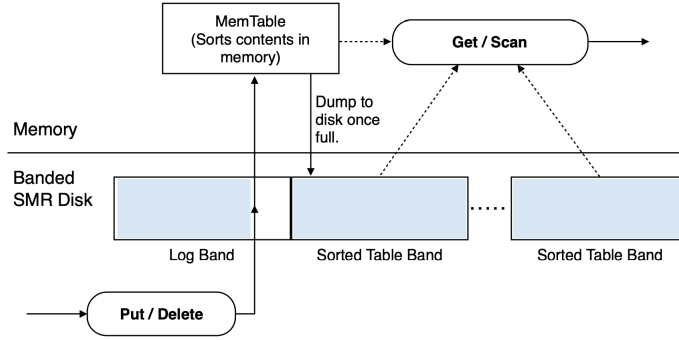 MemTable
(Sorts contents in
memory)
Get / Scan
Dump to
disk once
full.
Memory
Banded
SMR Disk
Log Band
Sorted Table Band
Sorted Table Band
Put / Delete